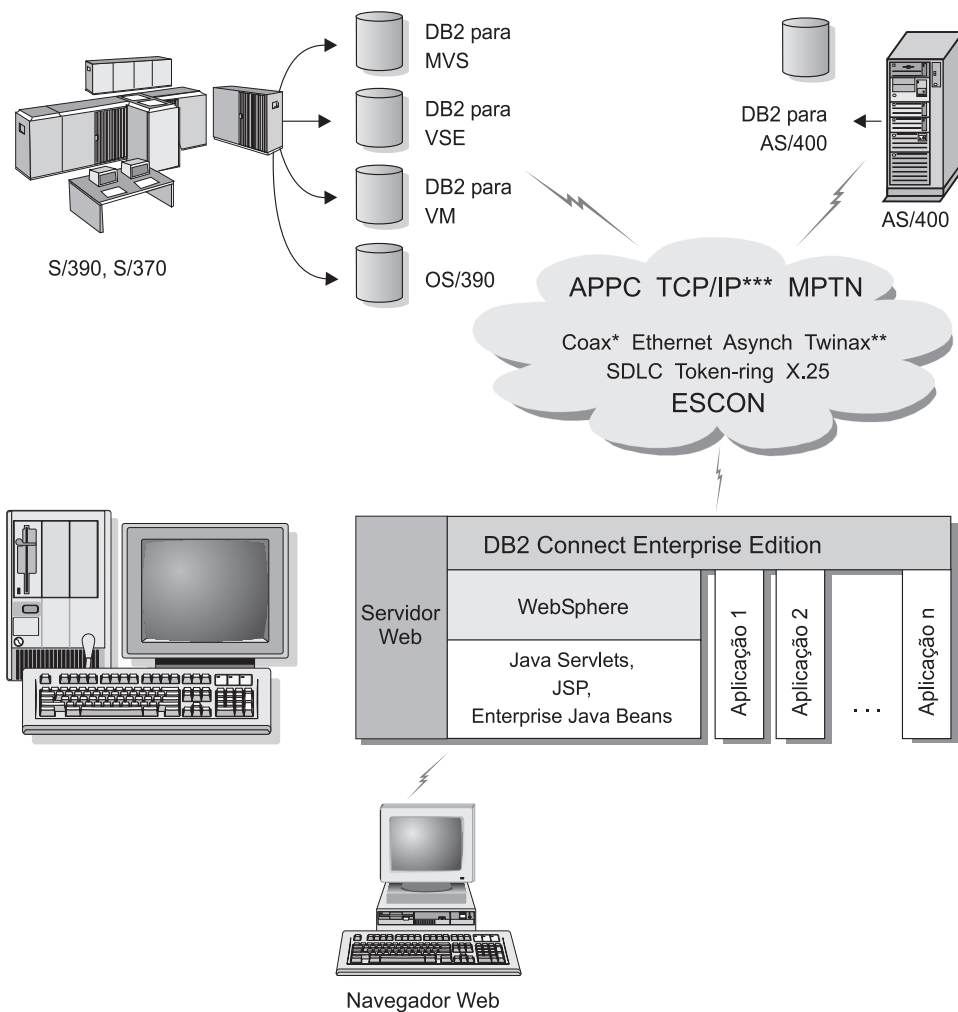 DB2 para
MVS
DB2 para
VSE
DB2 para
VM
OS/390
S/390, S/370
DB2 para
AS/400
AS/400
APPC TCP/IP*** MPTN
Coax* Ethernet Asynch Twinax**
SDLC Token-ring X.25
ESCON
DB2 Connect Enterprise Edition
Servidor
Web
WebSphere
Java Servlets,
JSP,
Enterprise Java Beans
Aplicação 1
Aplicação 2
. . .
Aplicação n
Navegador Web